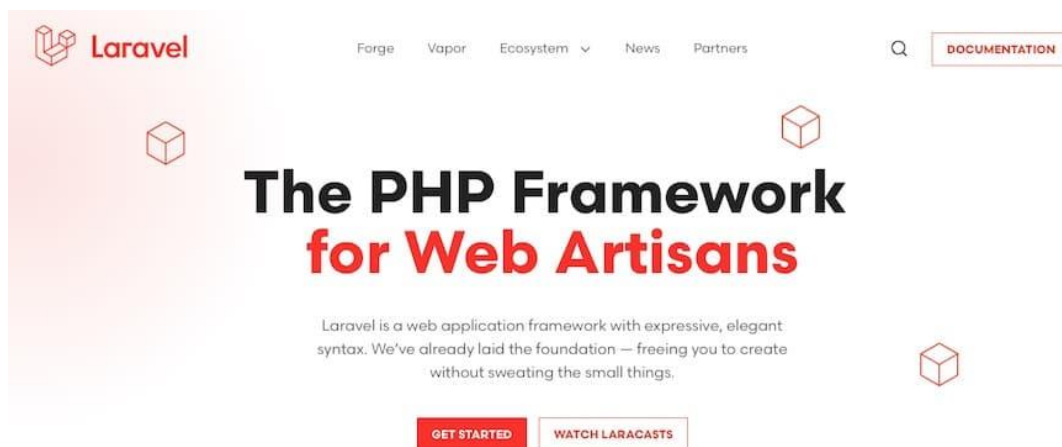 Laravel
Forge Vapor Ecosystem News Partners
DOCUMENTATION
The PHP Framework
for Web Artisans
Laravel is a web application framework with expressive, elegant
syntax. We've already laid the foundation — freeing you to create
without sweating the small things.
GET STARTED
WATCH LARACASTS